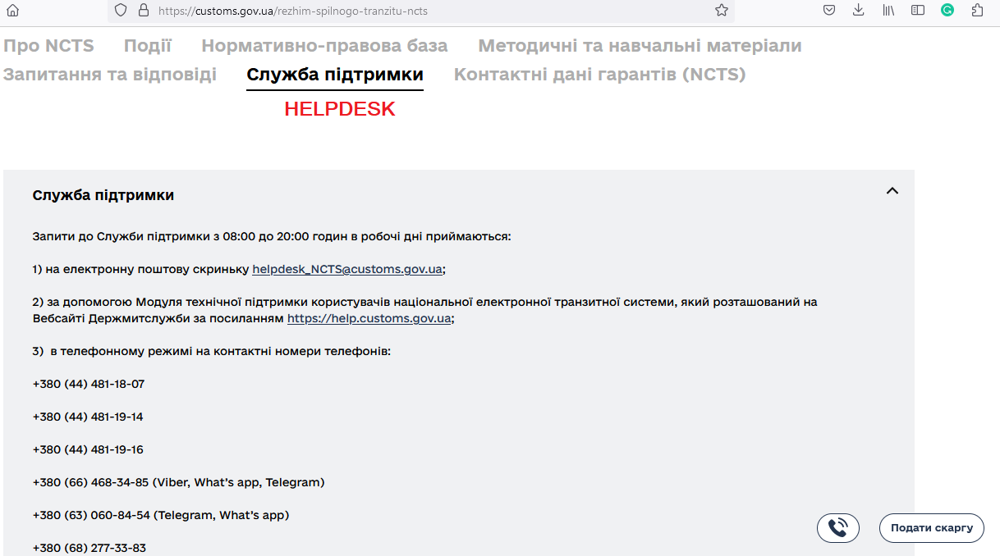 https://customs.gov.ua/rezhim-spilnogo-tranzitu-ncts
Про NCTS Події Нормативно-правова база Методичні та навчальні матеріали
Запитання та відповіді Служба підтримки Контактні дані гарантів (NCTS)
HELPDESK
Служба підтримки
Запити до Служби підтримки з 08:00 до 20:00 годин в робочі дні приймаються:
1) на електронну поштову скриньку helpdesk_NCTS@customs.gov.ua;
2) за допомогою Модуля технічної підтримки користувачів національної електронної транзитної системи, який розташований на
Вебсайті Держмитслужби за посиланням https://help.customs.gov.ua;
3) в телефонному режимі на контактні номери телефонів:
+380 (44) 481-18-07
+380 (44) 481-19-14
+380 (44) 481-19-16
+380 (66) 468-34-85 (Viber, What's app, Telegram)
+380 (63) 060-84-54 (Telegram, What's app)
Подати скаргу
+380 (68) 277-33-83